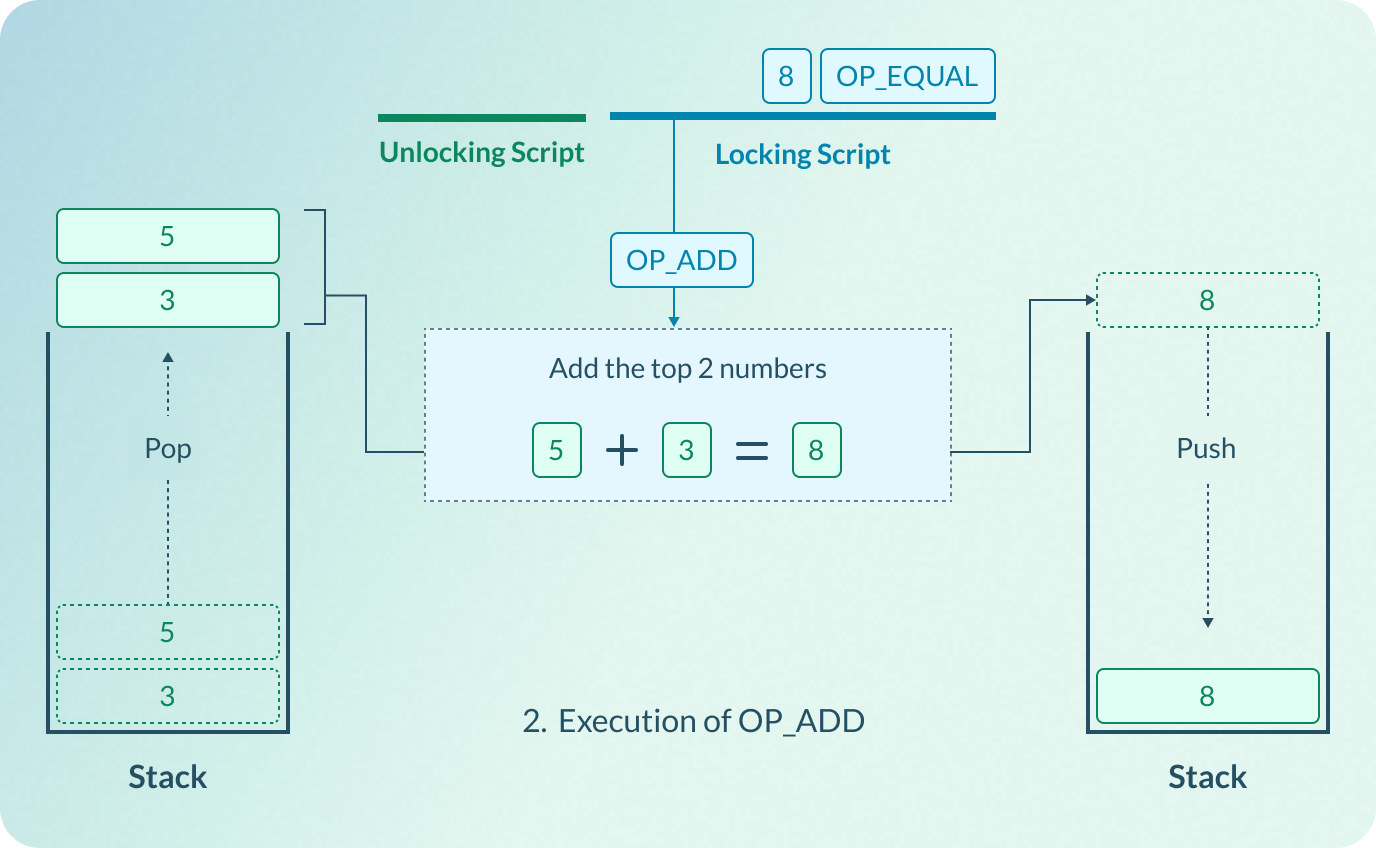 8 OP_EQUAL
Unlocking Script
Locking Script
5
3
OP_ADD
8
Add the top 2 numbers
5 + 3 = 8
Pop
Push
5
3
8
2. Execution of OP_ADD
Stack
Stack